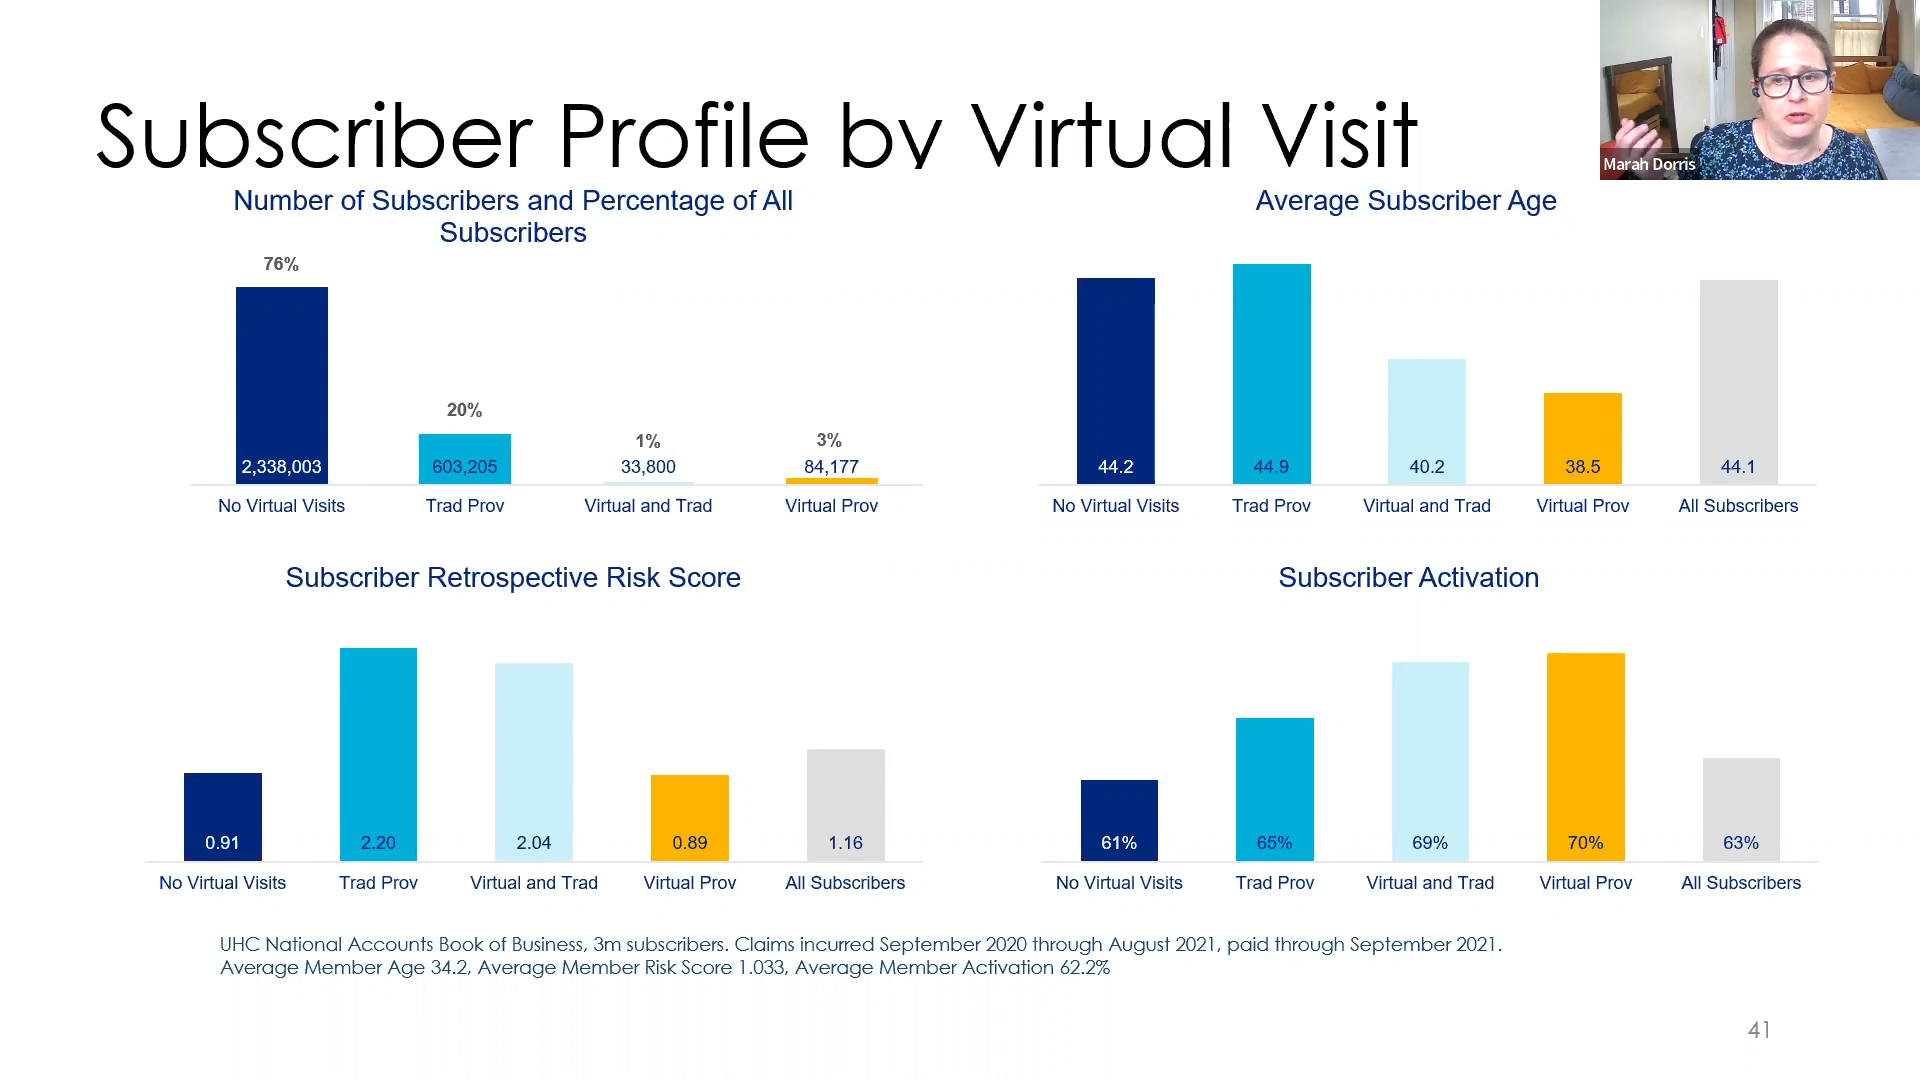 Subscriber Profile by Virtual Visit
Marah Dorris
Number of Subscribers and Percentage of All
Subscribers
76%
20%
1%
3%
2,338,003
603,205
33,800
84,177
No Virtual Visits
Trad Prov
Virtual and Trad
Virtual Prov
Average Subscriber Age
44.2
44.9
40.2
38.5
44.1
No Virtual Visits
Trad Prov
Virtual and Trad
Virtual Prov
All Subscribers
Subscriber Retrospective Risk Score
0.91
2.20
2.04
0.89
1.16
No Virtual Visits
Trad Prov
Virtual and Trad
Virtual Prov
All Subscribers
Subscriber Activation
61%
65%
69%
70%
63%
No Virtual Visits
Trad Prov
Virtual and Trad
Virtual Prov
All Subscribers
UHC National Accounts Book of Business, 3m subscribers. Claims incurred September 2020 through August 2021, paid through September 2021.
Average Member Age 34.2, Average Member Risk Score 1.033, Average Member Activation 62.2%
41